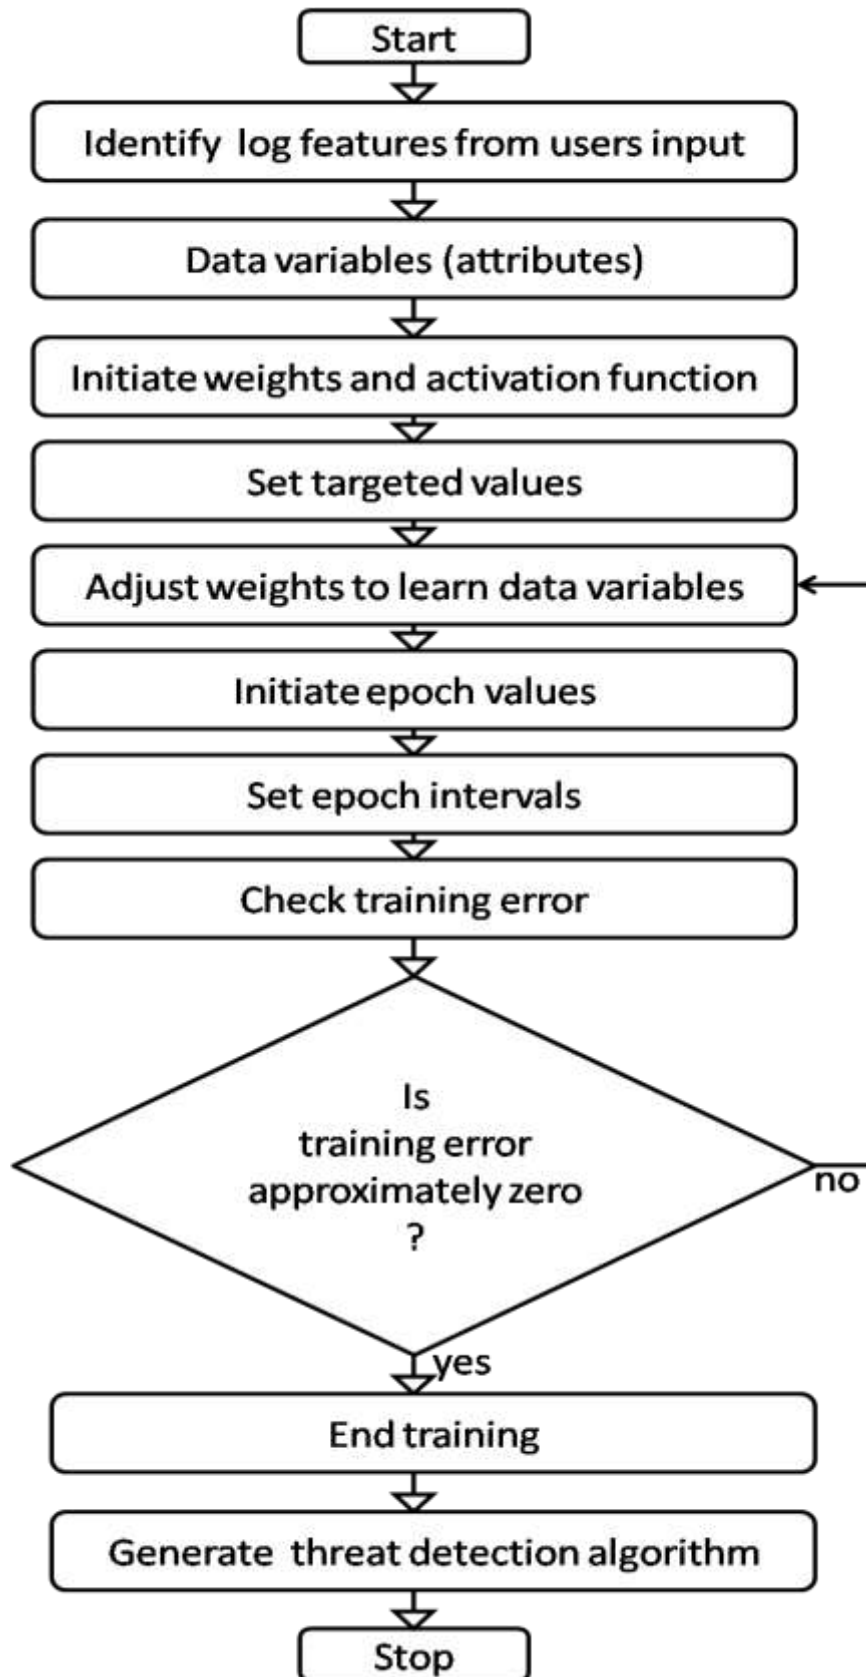 Start
Identify log features from users input
Data variables (attributes)
Initiate weights and activation function
Set targeted values
Adjust weights to learn data variables
Initiate epoch values
Set epoch intervals
Check training error
Is
training error
approximately zero
?
no
yes
End training
Generate threat detection algorithm
Stop